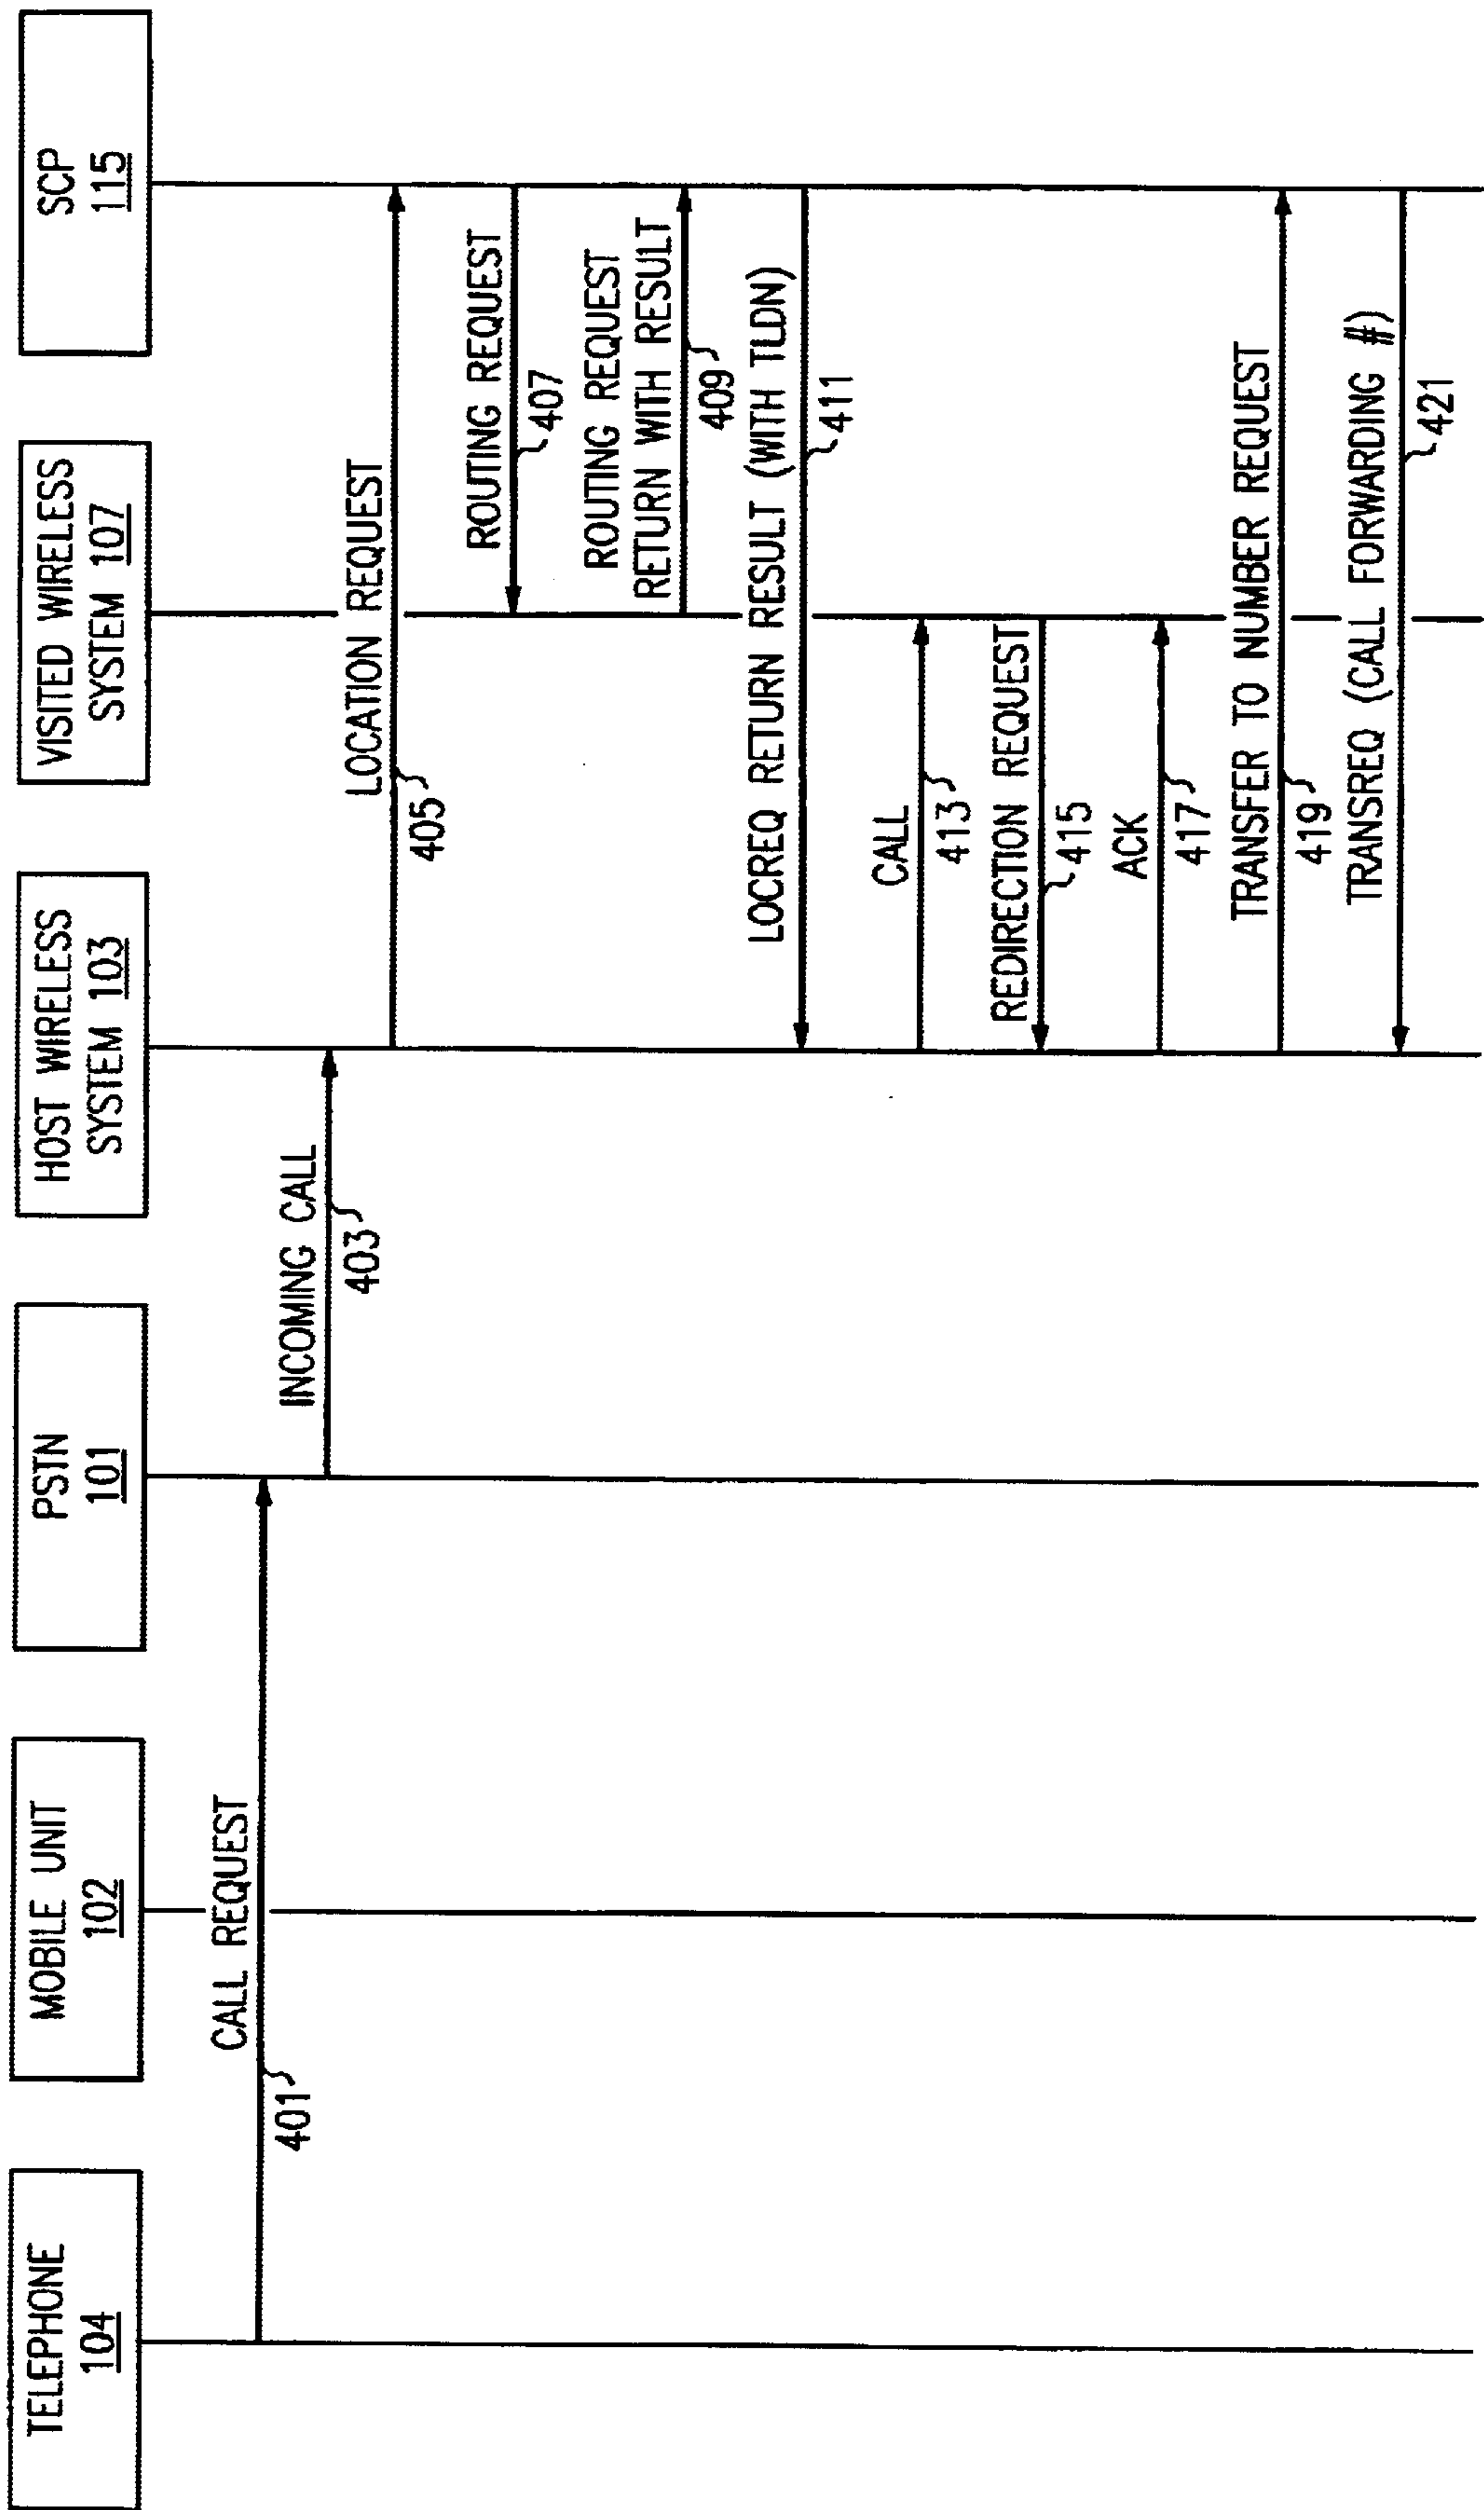 TELEPHONE
104
MOBILE UNIT
102
PSTN
101
HOST WIRELESS
SYSTEM 103
VISITED WIRELESS
SYSTEM 107
SCP
115
CALL REQUEST
401
INCOMING CALL
403
LOCATION REQUEST
405
ROUTING REQUEST
407
ROUTING REQUEST
RETURN WITH RESULT
409
LOCREQ RETURN RESULT (WITH TLDN)
411
CALL
413
REDIRECTION REQUEST
415
ACK
417
TRANSFER TO NUMBER REQUEST
419
TRANSREQ (CALL FORWARDING #)
421